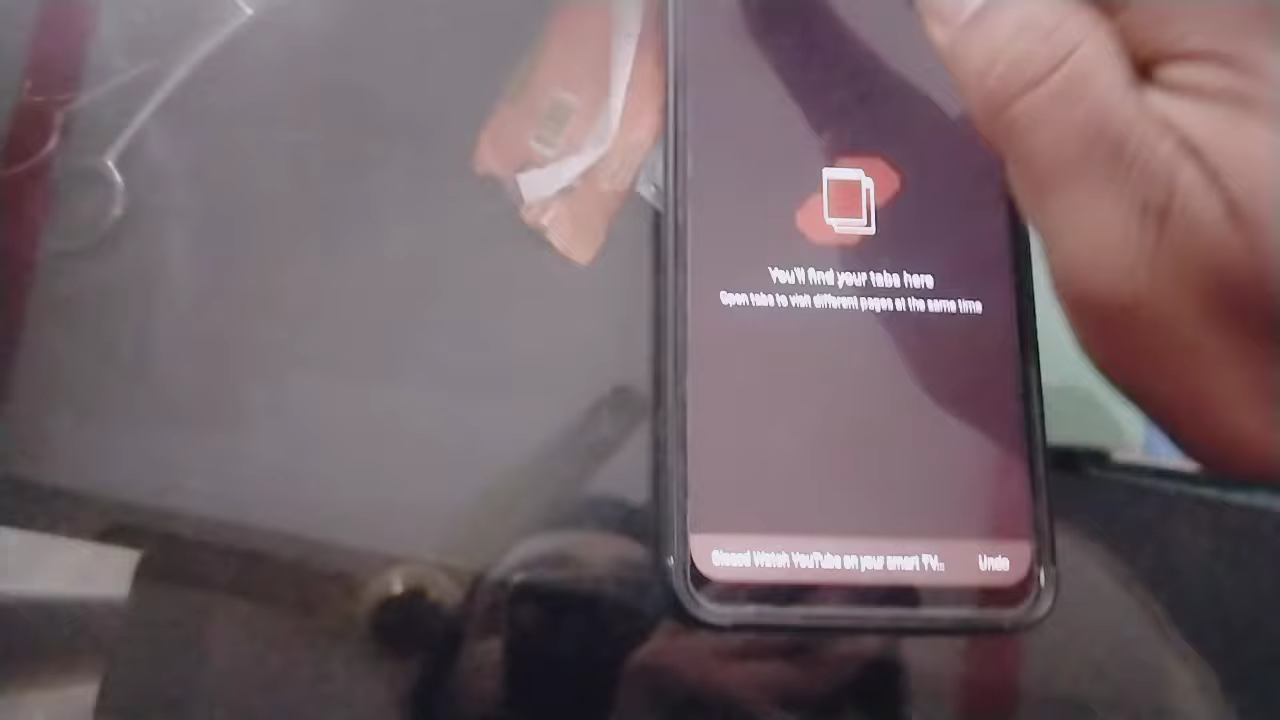 You'll find your tabs here
Open tabs to visit different pages at the same time
Closed Watch YouTube on your smart TV... Undo